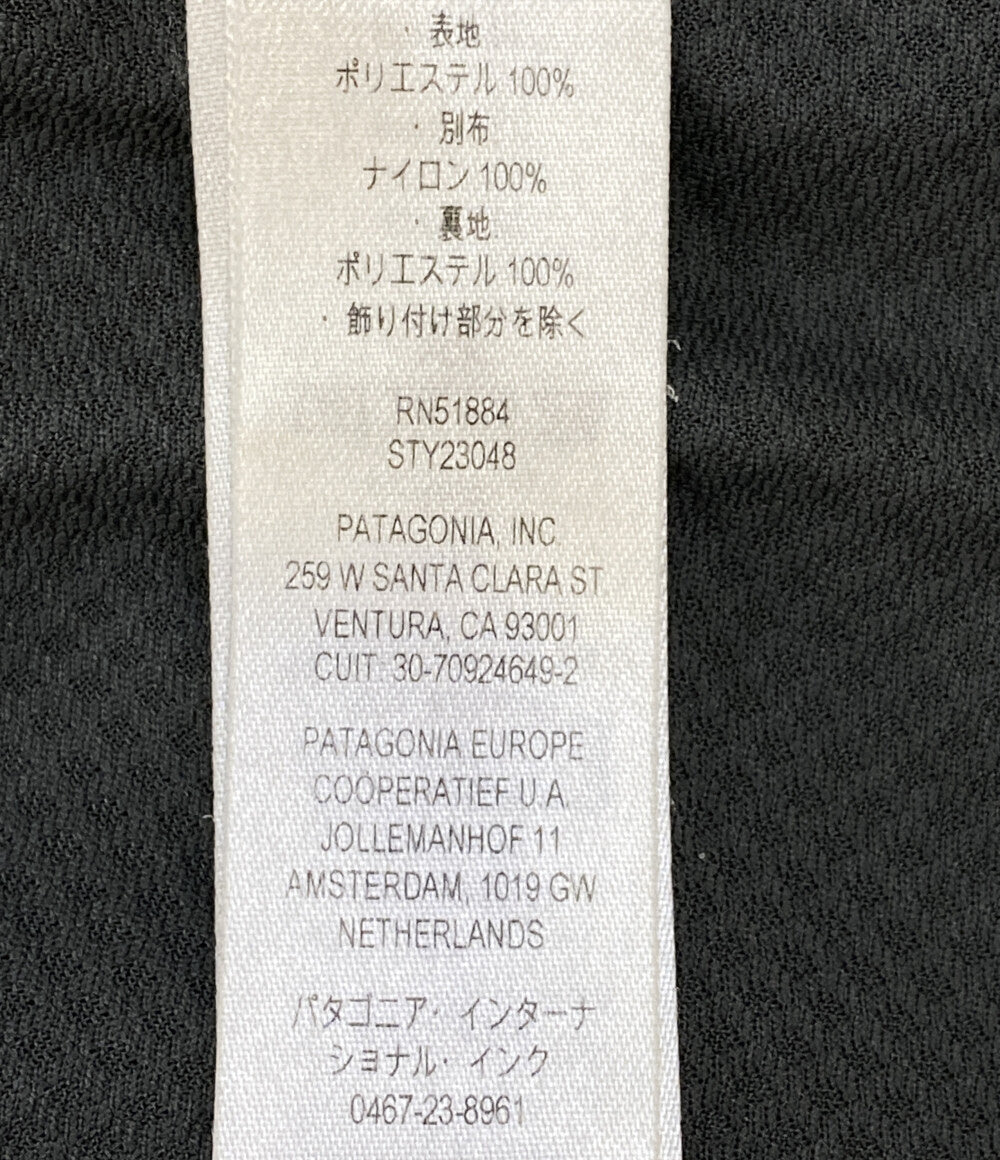 ・表地
ポリエステル 100%
・別布
ナイロン 100%
・裏地
ポリエステル 100%
・飾り付け部分を除く
RN51884
STY23048
PATAGONIA, INC.
259 W SANTA CLARA ST.
VENTURA, CA 93001
CUIT: 30-70924649-2
PATAGONIA EUROPE
COÖPERATIEF U.A.
JOLLEMANHOF 11
AMSTERDAM, 1019 GW
NETHERLANDS
パタゴニア・インターナ
ショナル・インク
0467-23-8961